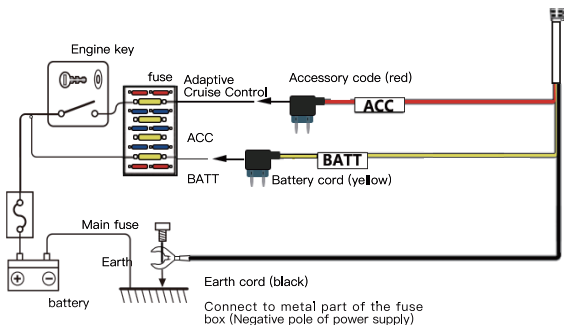 Engine key
fuse
Adaptive
Cruise Control
Accessory code (red)
ACC
ACC
BATT
BATT
Battery cord (yellow)
Main fuse
Earth
battery
Earth cord (black)
Connect to metal part of the fuse
box (Negative pole of power supply)